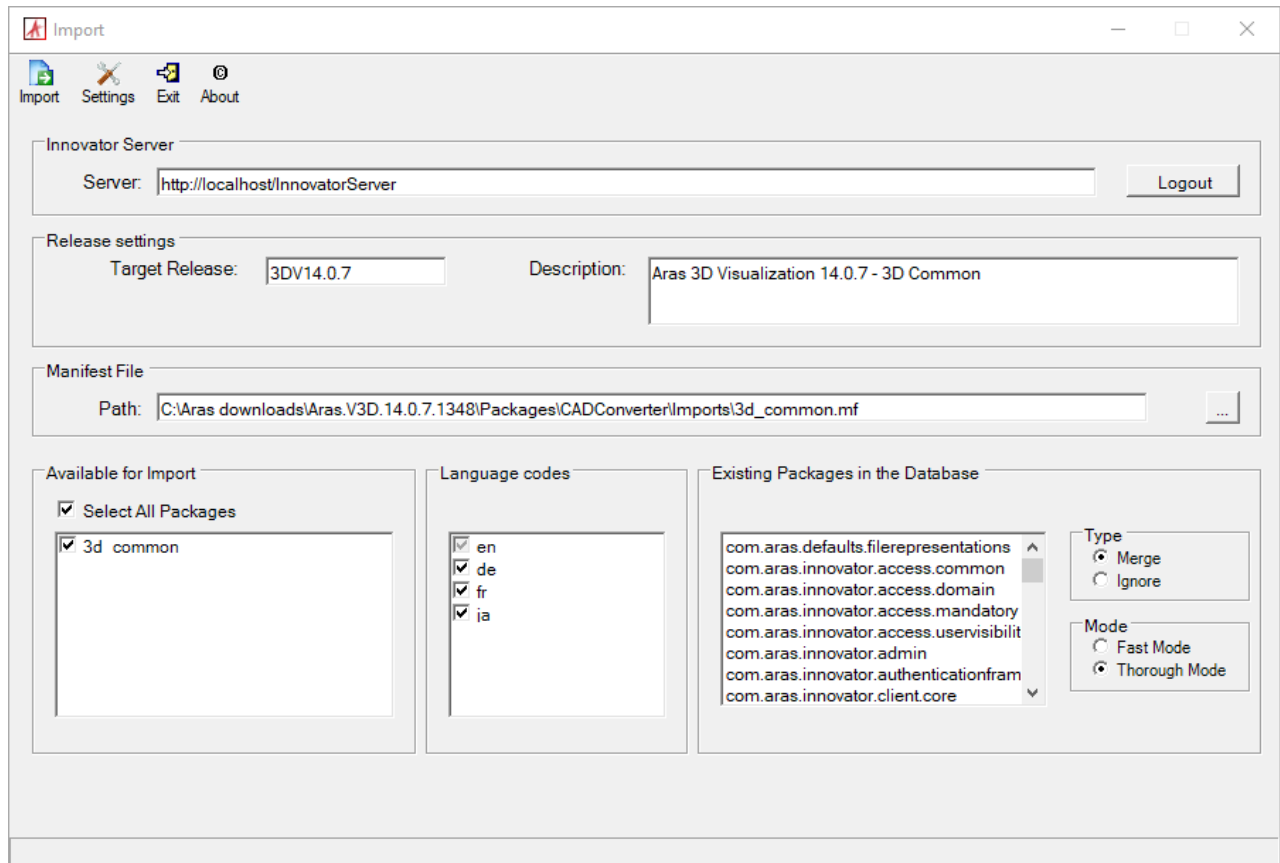 Import
Import Settings Exit About
Innovator Server
Server: http://localhost/InnovatorServer Logout
Release settings
Target Release: 3DV14.0.7 Description: Aras 3D Visualization 14.0.7 - 3D Common
Manifest File
Path: C:\Aras downloads\Aras.V3D.14.0.7.1348\Packages\CADConverter\Imports\3d_common.mf ...
Available for Import
Select All Packages
3d common
Language codes
en
de
fr
ja
Existing Packages in the Database
com.aras.defaults.filerepresentations
com.aras.innovator.access.common
com.aras.innovator.access.domain
com.aras.innovator.access.mandatory
com.aras.innovator.access.uservisibilit
com.aras.innovator.admin
com.aras.innovator.authenticationfram
com.aras.innovator.client.core
Type
Merge
Ignore
Mode
Fast Mode
Thorough Mode